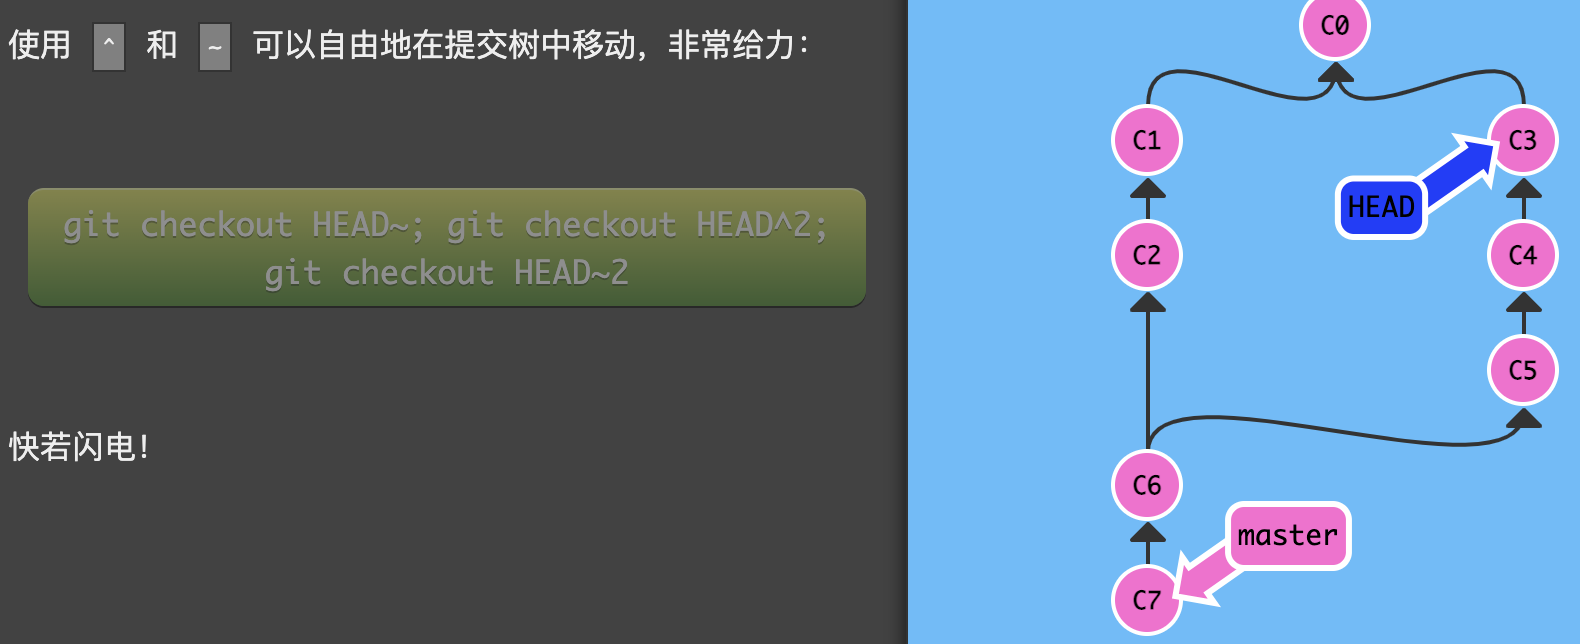 使用 ^ 和 ~ 可以自由地在提交树中移动，非常给力：
git checkout HEAD~; git checkout HEAD^2;
git checkout HEAD~2
快若闪电！
C0
C1
C3
HEAD
C2
C4
C5
C6
master
C7